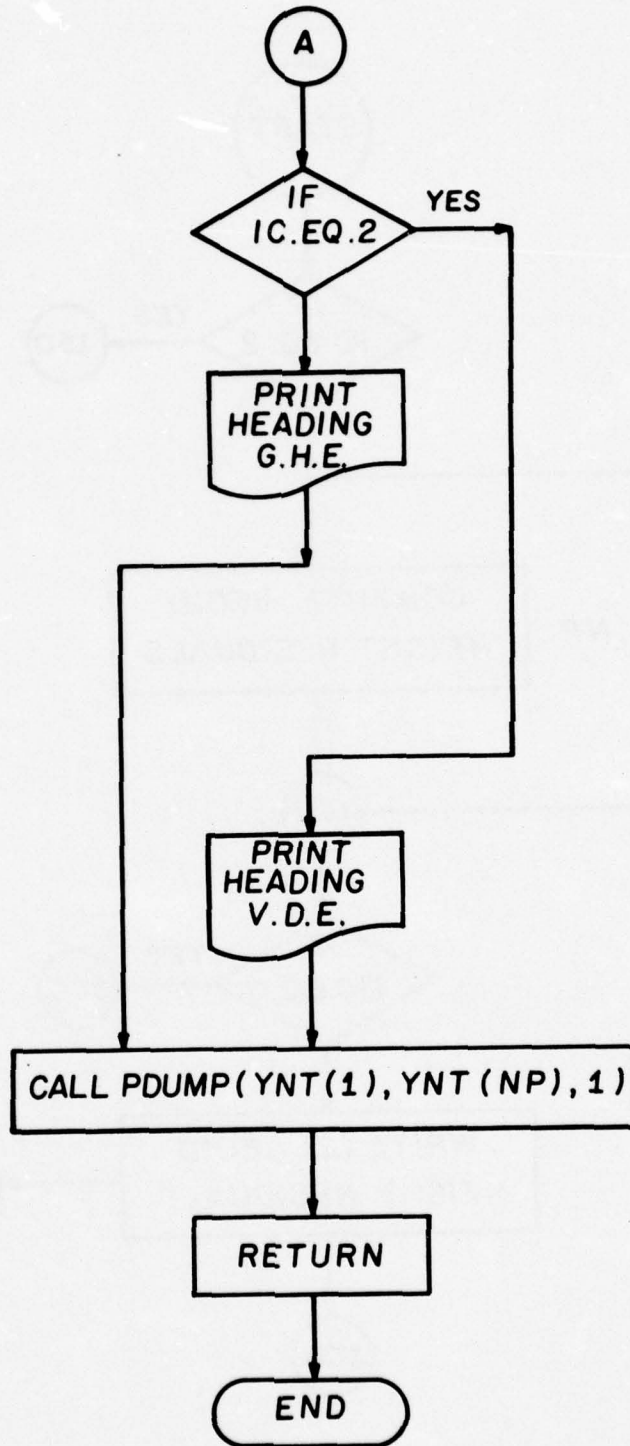 A
IF
IC.EQ.2
YES
PRINT
HEADING
G.H.E.
PRINT
HEADING
V.D.E.
CALL PDUMP(YNT(1), YNT(NP), 1)
RETURN
END